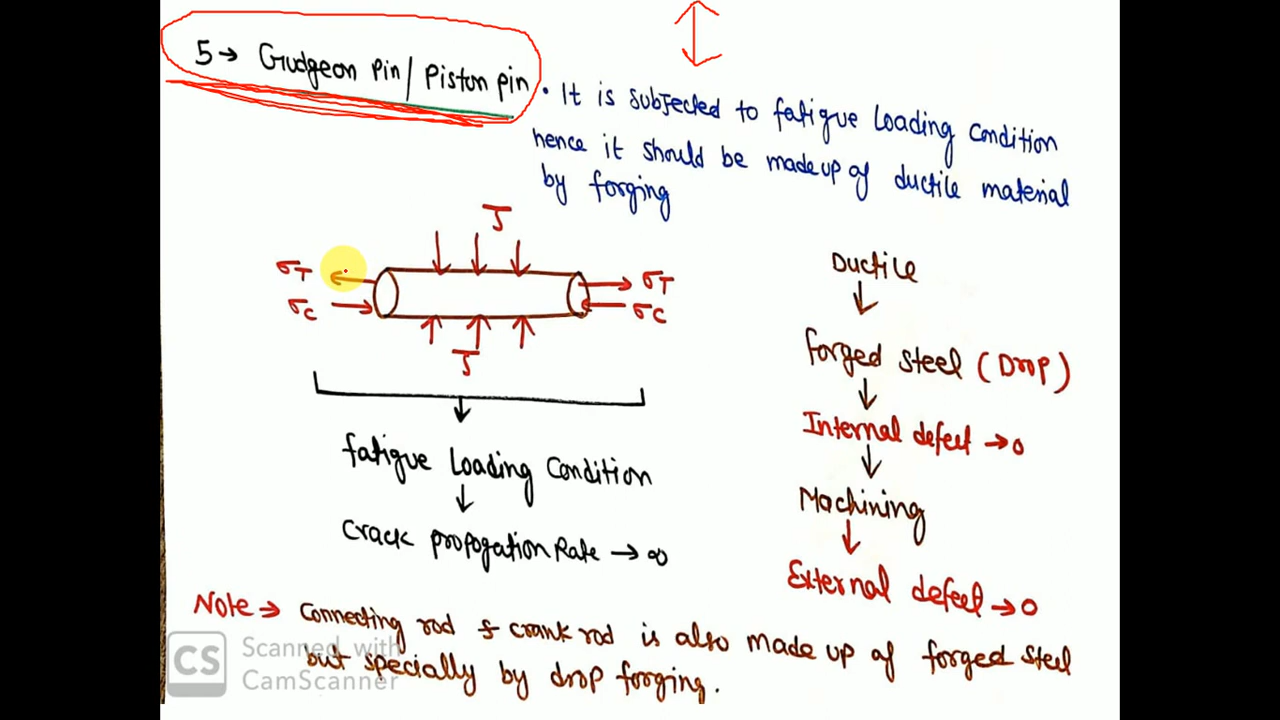 5→ Gudgeon pin/ Piston pin
• It is subjected to fatigue Loading Condition
hence it should be made up of ductile material
by forging
J
σT
σC
σT
σC
J
fatigue Loading Condition
Crack propogation Rate → ∞
Ductile
forged steel (Drop)
Internal defect → 0
Machining
External defect → 0
Note → Connecting rod & crank rod is also made up of forged steel
but specially by drop forging.
CS
Scanned with
CamScanner